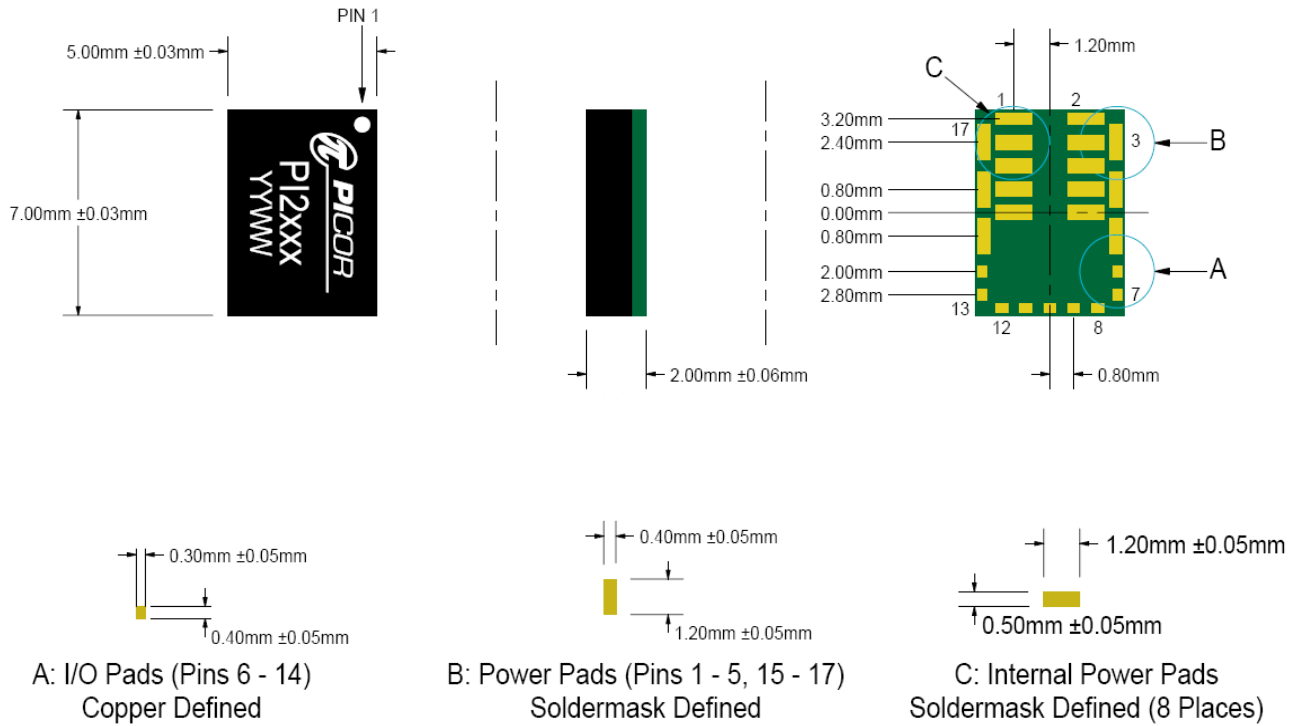 PIN 1
5.00mm ±0.03mm
7.00mm ±0.03mm
PICOR
PI2xxx
YYWW
2.00mm ±0.06mm
1.20mm
C
1
2
3.20mm
17
3
B
2.40mm
0.80mm
0.00mm
0.80mm
2.00mm
A
2.80mm
7
13
12
8
0.80mm
0.30mm ±0.05mm
0.40mm ±0.05mm
A: I/O Pads (Pins 6 - 14)
Copper Defined
0.40mm ±0.05mm
1.20mm ±0.05mm
B: Power Pads (Pins 1 - 5, 15 - 17)
Soldermask Defined
1.20mm ±0.05mm
0.50mm ±0.05mm
C: Internal Power Pads
Soldermask Defined (8 Places)